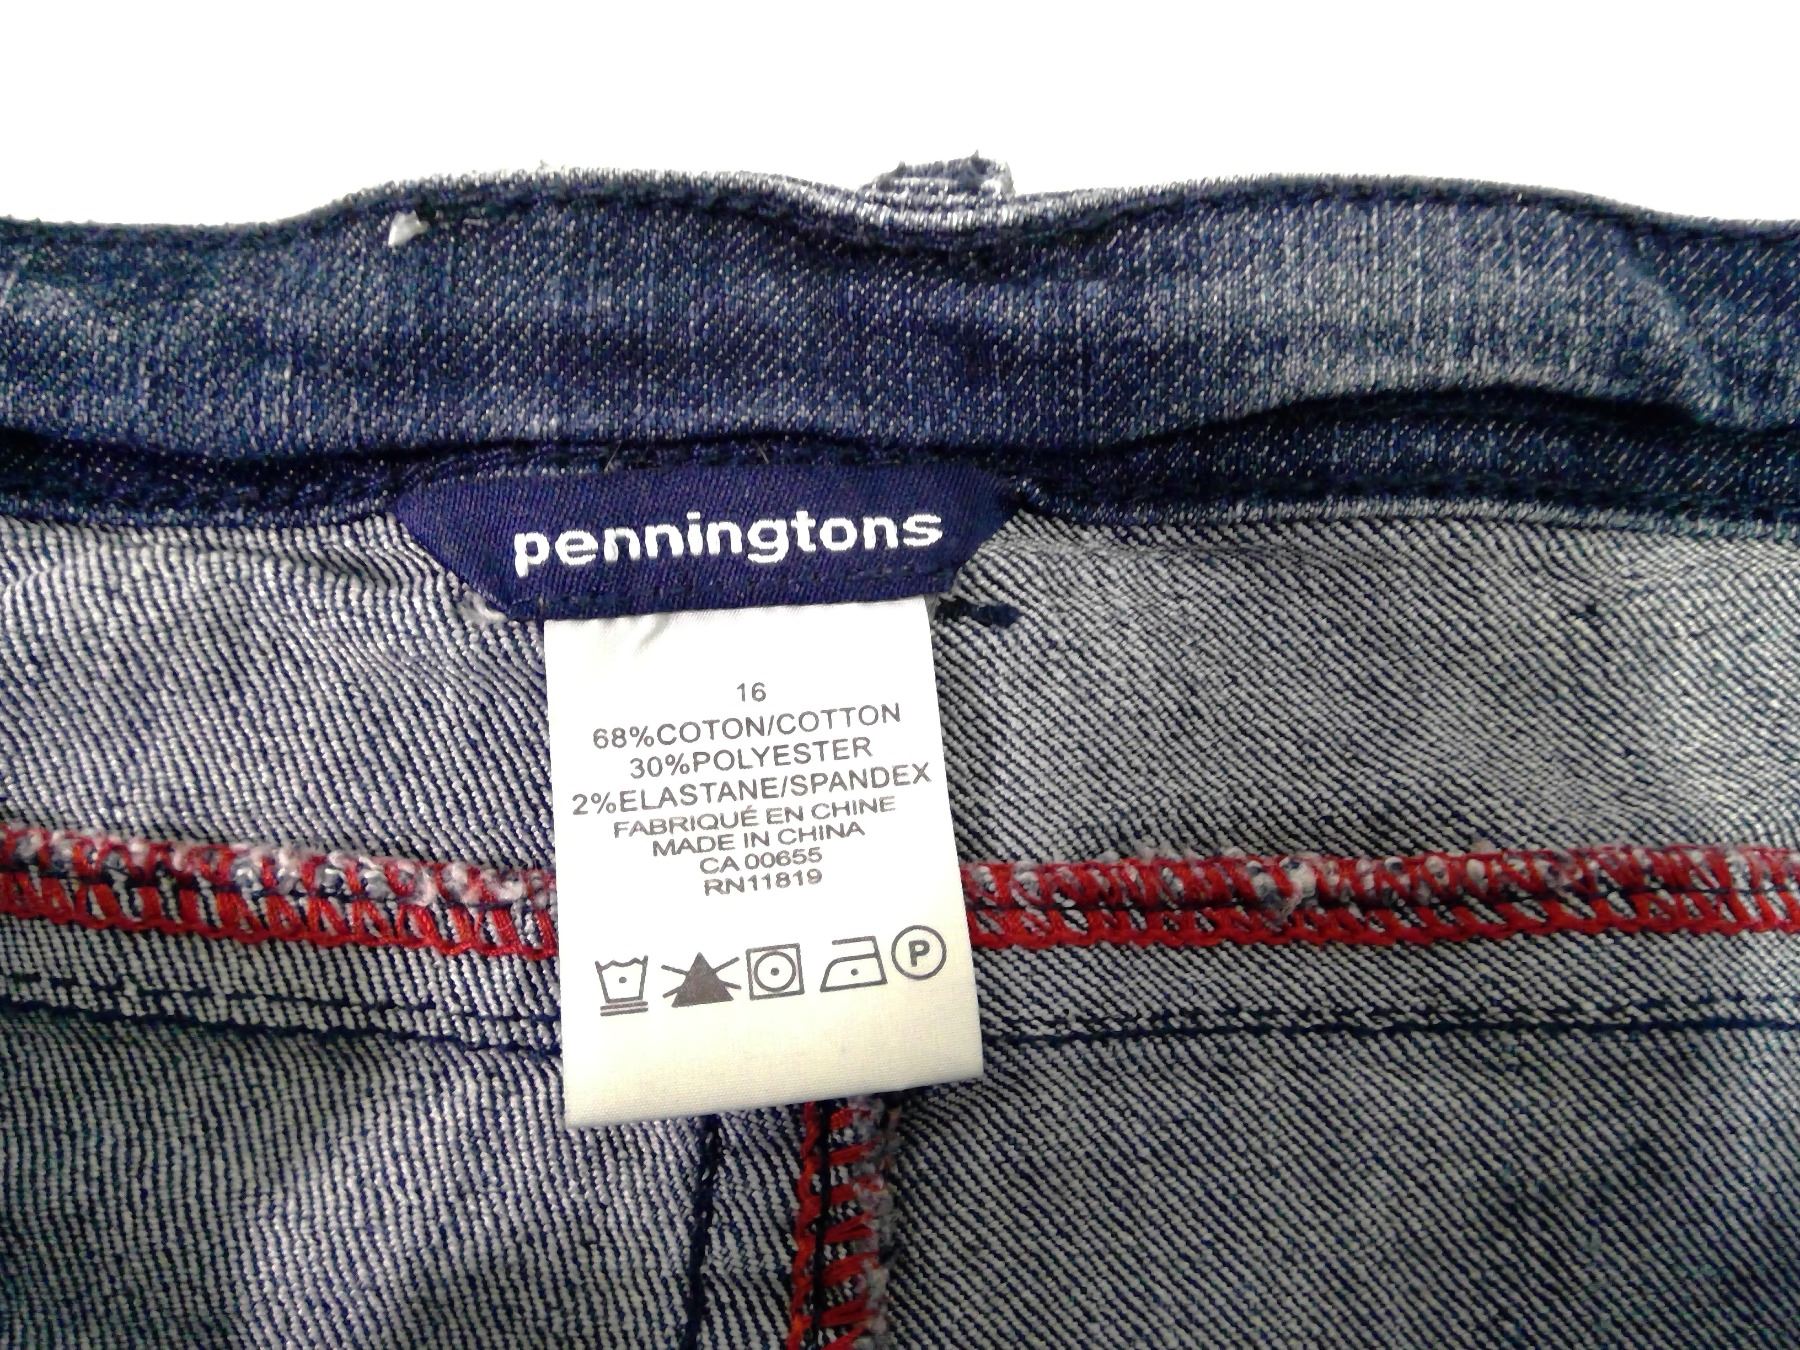 penningtons
16
68%COTON/COTTON
30%POLYESTER
2%ELASTANE/SPANDEX
FABRIQUÉ EN CHINE
MADE IN CHINA
CA 00655
RN11819
P